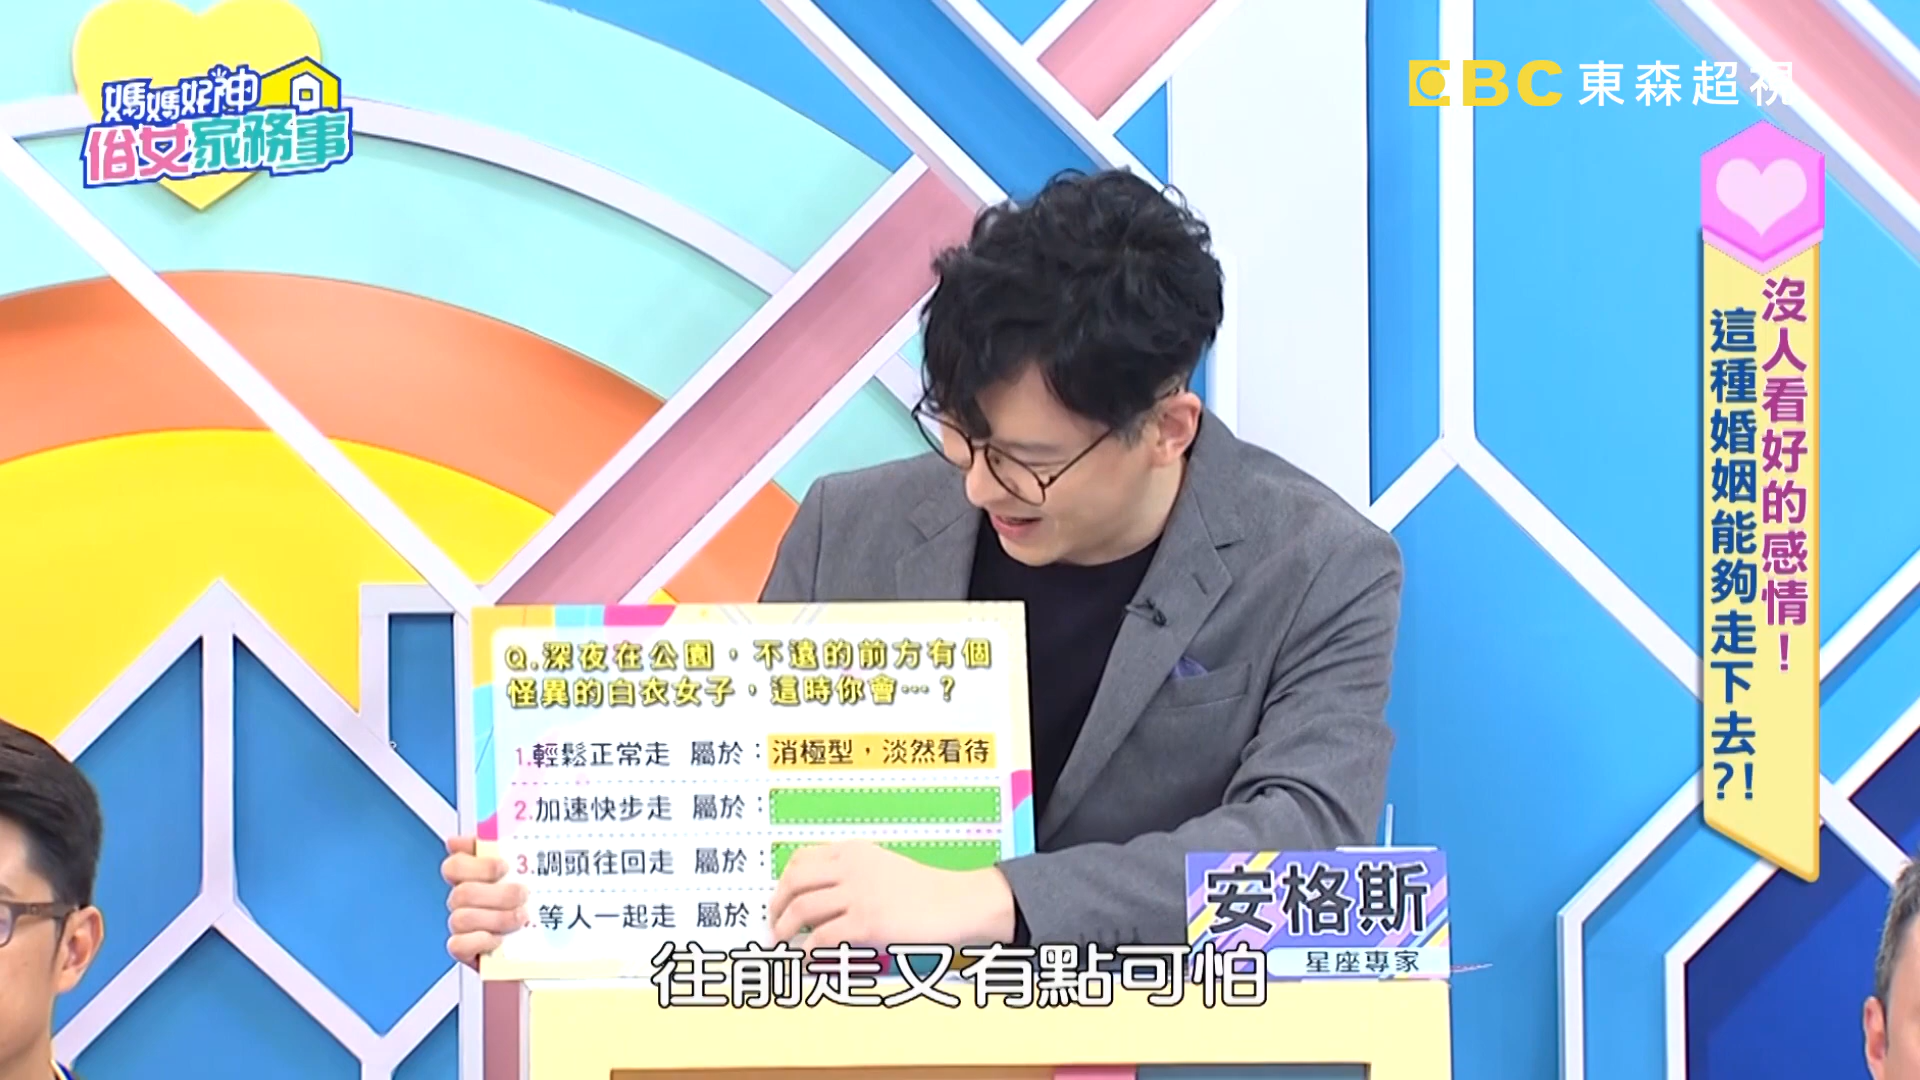 媽媽好神
俗女家務事
EBC 東森超視
沒人看好的感情！
這種婚姻能夠走下去？！
Q.深夜在公園，不遠的前方有個
怪異的白衣女子，這時你會…？
1.輕鬆正常走 屬於：消極型，淡然看待
2.加速快步走 屬於：
3.調頭往回走 屬於：
.等人一起走 屬於：
安格斯
星座專家
往前走又有點可怕